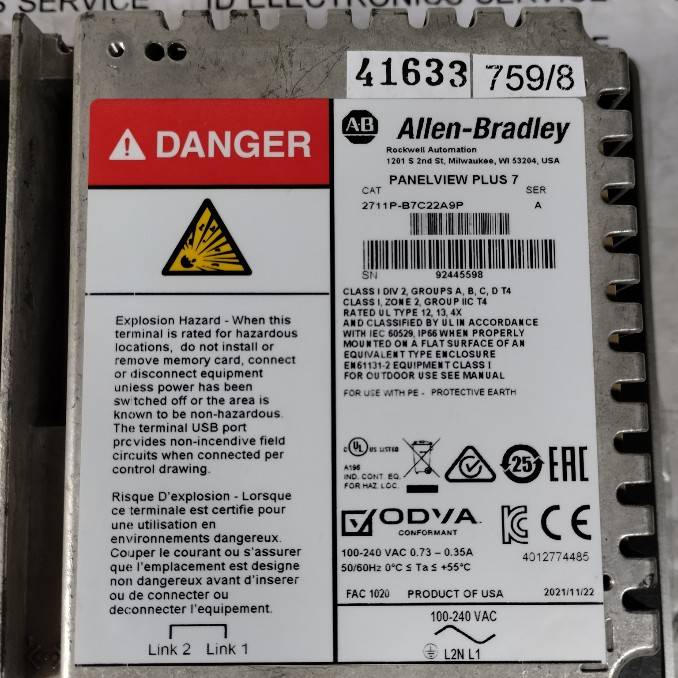 S SERVICE
ID ELECTRONICS SERVICE
41633 759/8
DANGER
AB Allen-Bradley
Rockwell Automation
1201 S 2nd St, Milwaukee, WI 53204, USA
PANELVIEW PLUS 7
CAT SER
2711P-B7C22A9P A
SN 92445598
CLASS I DIV 2, GROUPS A, B, C, D T4
CLASS I, ZONE 2, GROUP IIC T4
RATED UL TYPE 12, 13, 4X
AND CLASSIFIED BY UL IN ACCORDANCE
WITH IEC 60529, IP66 WHEN PROPERLY
MOUNTED ON A FLAT SURFACE OF AN
EQUIVALENT TYPE ENCLOSURE
EN61131-2 EQUIPMENT CLASS I
FOR OUTDOOR USE SEE MANUAL
FOR USE WITH PE - PROTECTIVE EARTH
Explosion Hazard - When this
terminal is rated for hazardous
locations, do not install or
remove memory card, connect
or disconnect equipment
unless power has been
switched off or the area is
known to be non-hazardous.
The terminal USB port
provides non-incendive field
circuits when connected per
control drawing.
Risque D'explosion - Lorsque
ce terminale est certifie pour
une utilisation en
environnements dangereux.
Couper le courant ou s'assurer
que l'emplacement est designe
non dangereux avant d'inserer
ou de connecter ou
deconnecter l'equipement.
Link 2 Link 1
c UL US LISTED
A196
IND. CONT. EQ.
FOR HAZ. LOC.
25
EAC
ODVA
CONFORMANT
KC CE
100-240 VAC 0.73 – 0.35A
4012774485
50/60Hz 0°C ≤ Ta ≤ +55°C
FAC 1020 PRODUCT OF USA 2021/11/22
100-240 VAC
L2N L1